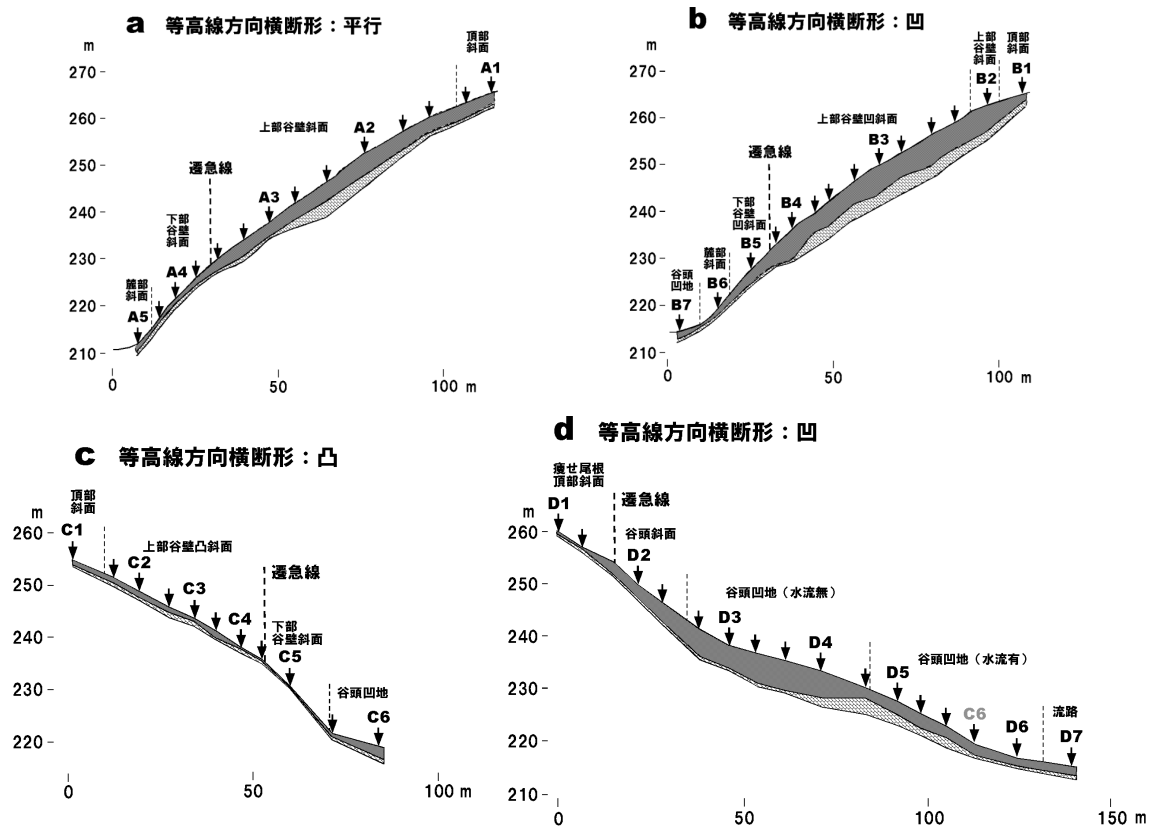 a 等高線方向横断形：平行
m
頂部
斜面
270
A1
260
上部谷壁斜面
A2
250
遷急線
A3
240
下部
谷壁
斜面
230
A4
麓部
斜面
220
A5
210
0
50
100 m
b 等高線方向横断形：凹
m
上部
谷壁
斜面
頂部
斜面
270
B2
B1
260
上部谷壁凹斜面
B3
250
遷急線
下部
谷壁
凹斜面
B4
240
B5
230
麓部
斜面
谷頭
凹地
B6
220
B7
210
0
50
100 m
c 等高線方向横断形：凸
頂部
斜面
m
C1
260
上部谷壁凸斜面
C2
遷急線
250
C3
C4
下部
谷壁斜面
240
C5
230
谷頭凹地
C6
220
210
0
50
100 m
d 等高線方向横断形：凹
痩せ尾根
頂部斜面
D1
遷急線
m
260
谷頭斜面
D2
250
谷頭凹地（水流無）
D3
240
D4
谷頭凹地（水流有）
D5
230
C6
流路
D6
D7
220
210
0
50
100
150 m